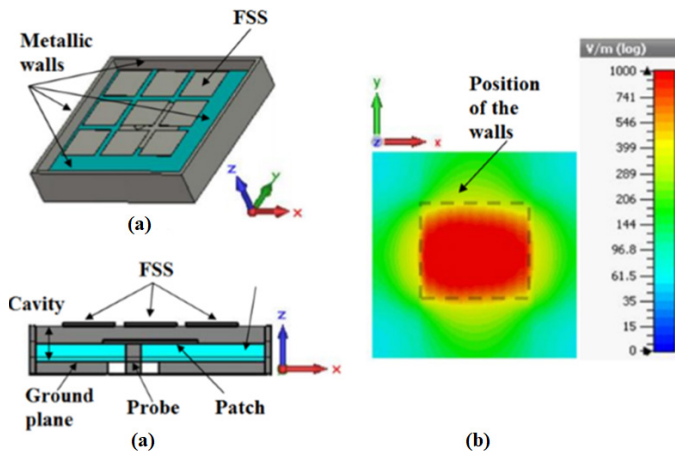 FSS
Metallic
walls
z
y
x
(a)
FSS
Cavity
z
x
Ground
plane
Probe
Patch
(a)
y
z
x
Position
of the
walls
(b)
V/m (log)
1000
741
546
399
289
206
144
96.8
61.5
35
15
0